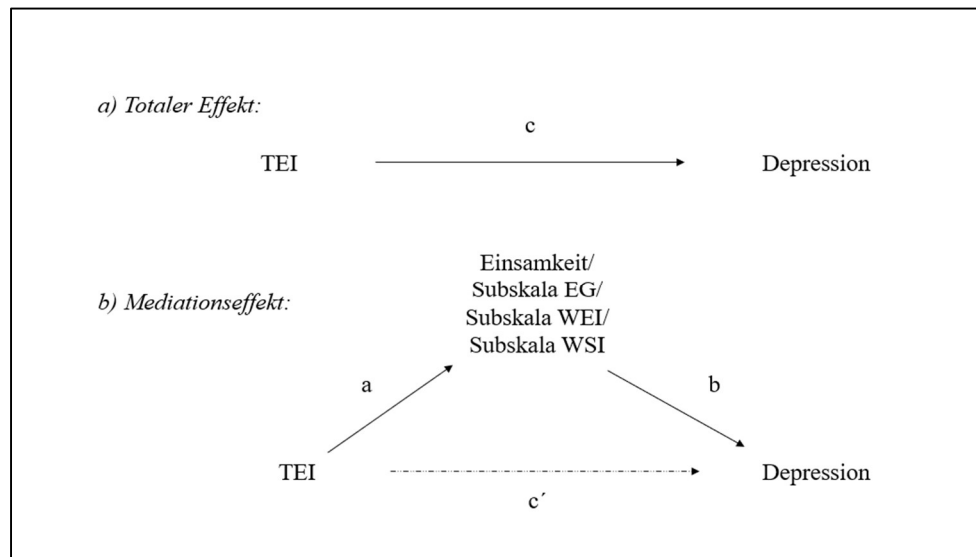 a) Totaler Effekt:
c
TEI
Depression
Einsamkeit/
Subskala EG/
b) Mediationseffekt:
Subskala WEI/
Subskala WSI
a
b
TEI
Depression
c´